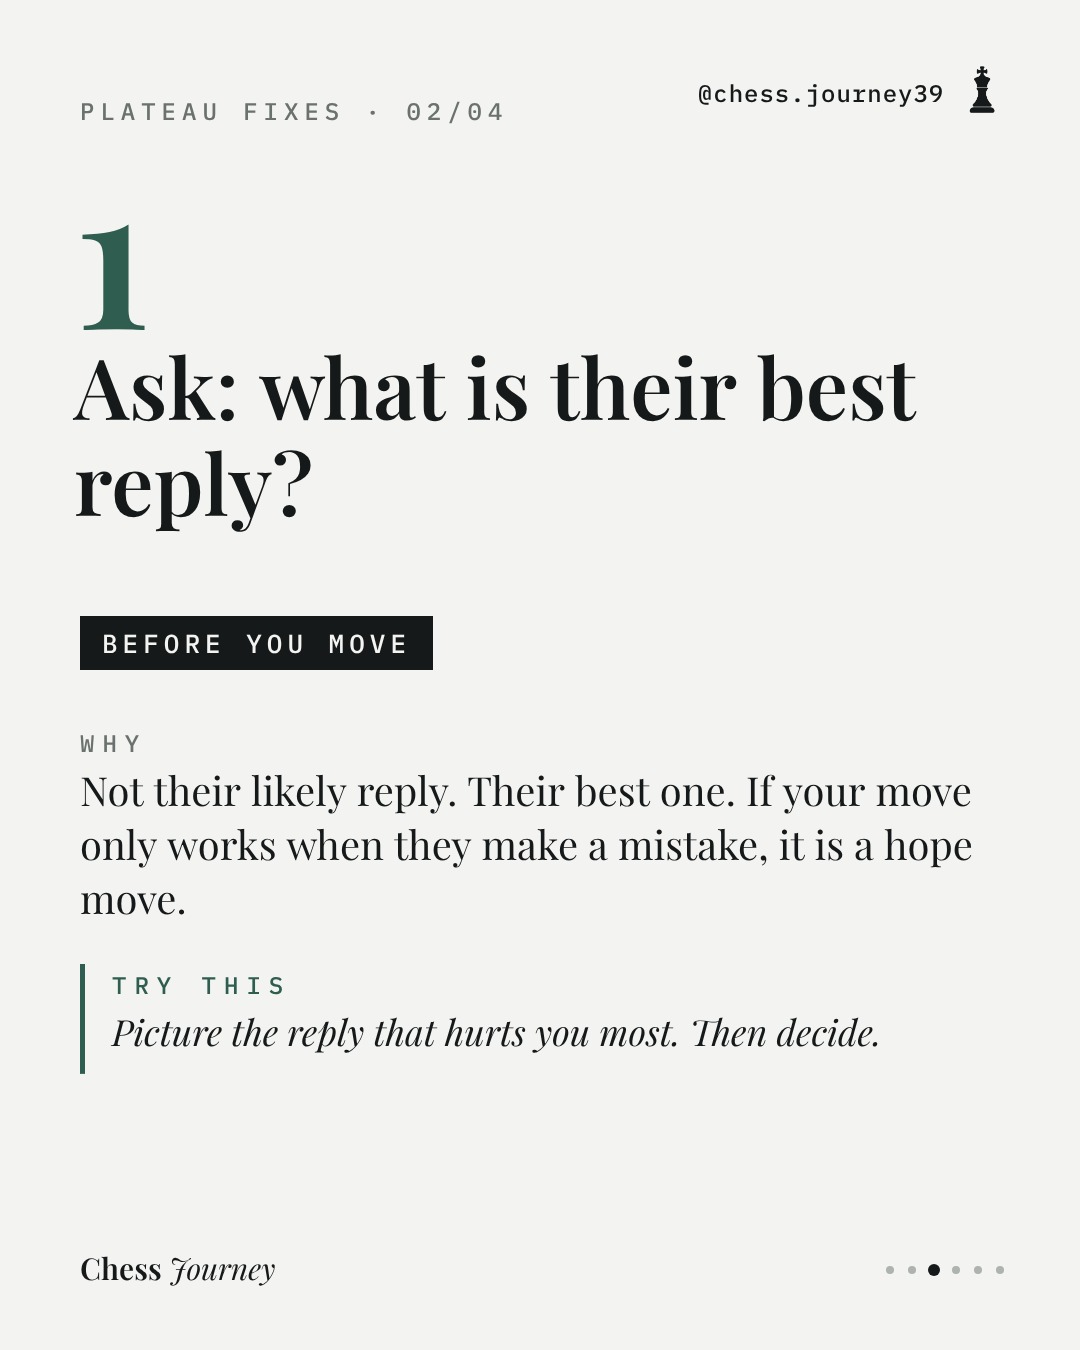 PLATEAU FIXES · 02/04
@chess.journey39
1
Ask: what is their best
reply?
BEFORE YOU MOVE
WHY
Not their likely reply. Their best one. If your move
only works when they make a mistake, it is a hope
move.
TRY THIS
Picture the reply that hurts you most. Then decide.
Chess Journey